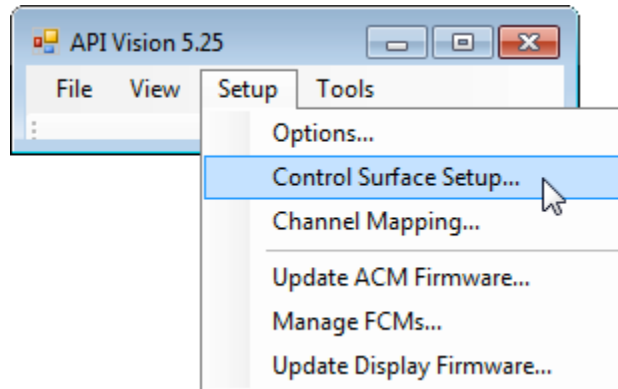 API Vision 5.25
File View Setup Tools
Options...
Control Surface Setup...
Channel Mapping...
Update ACM Firmware...
Manage FCMs...
Update Display Firmware...